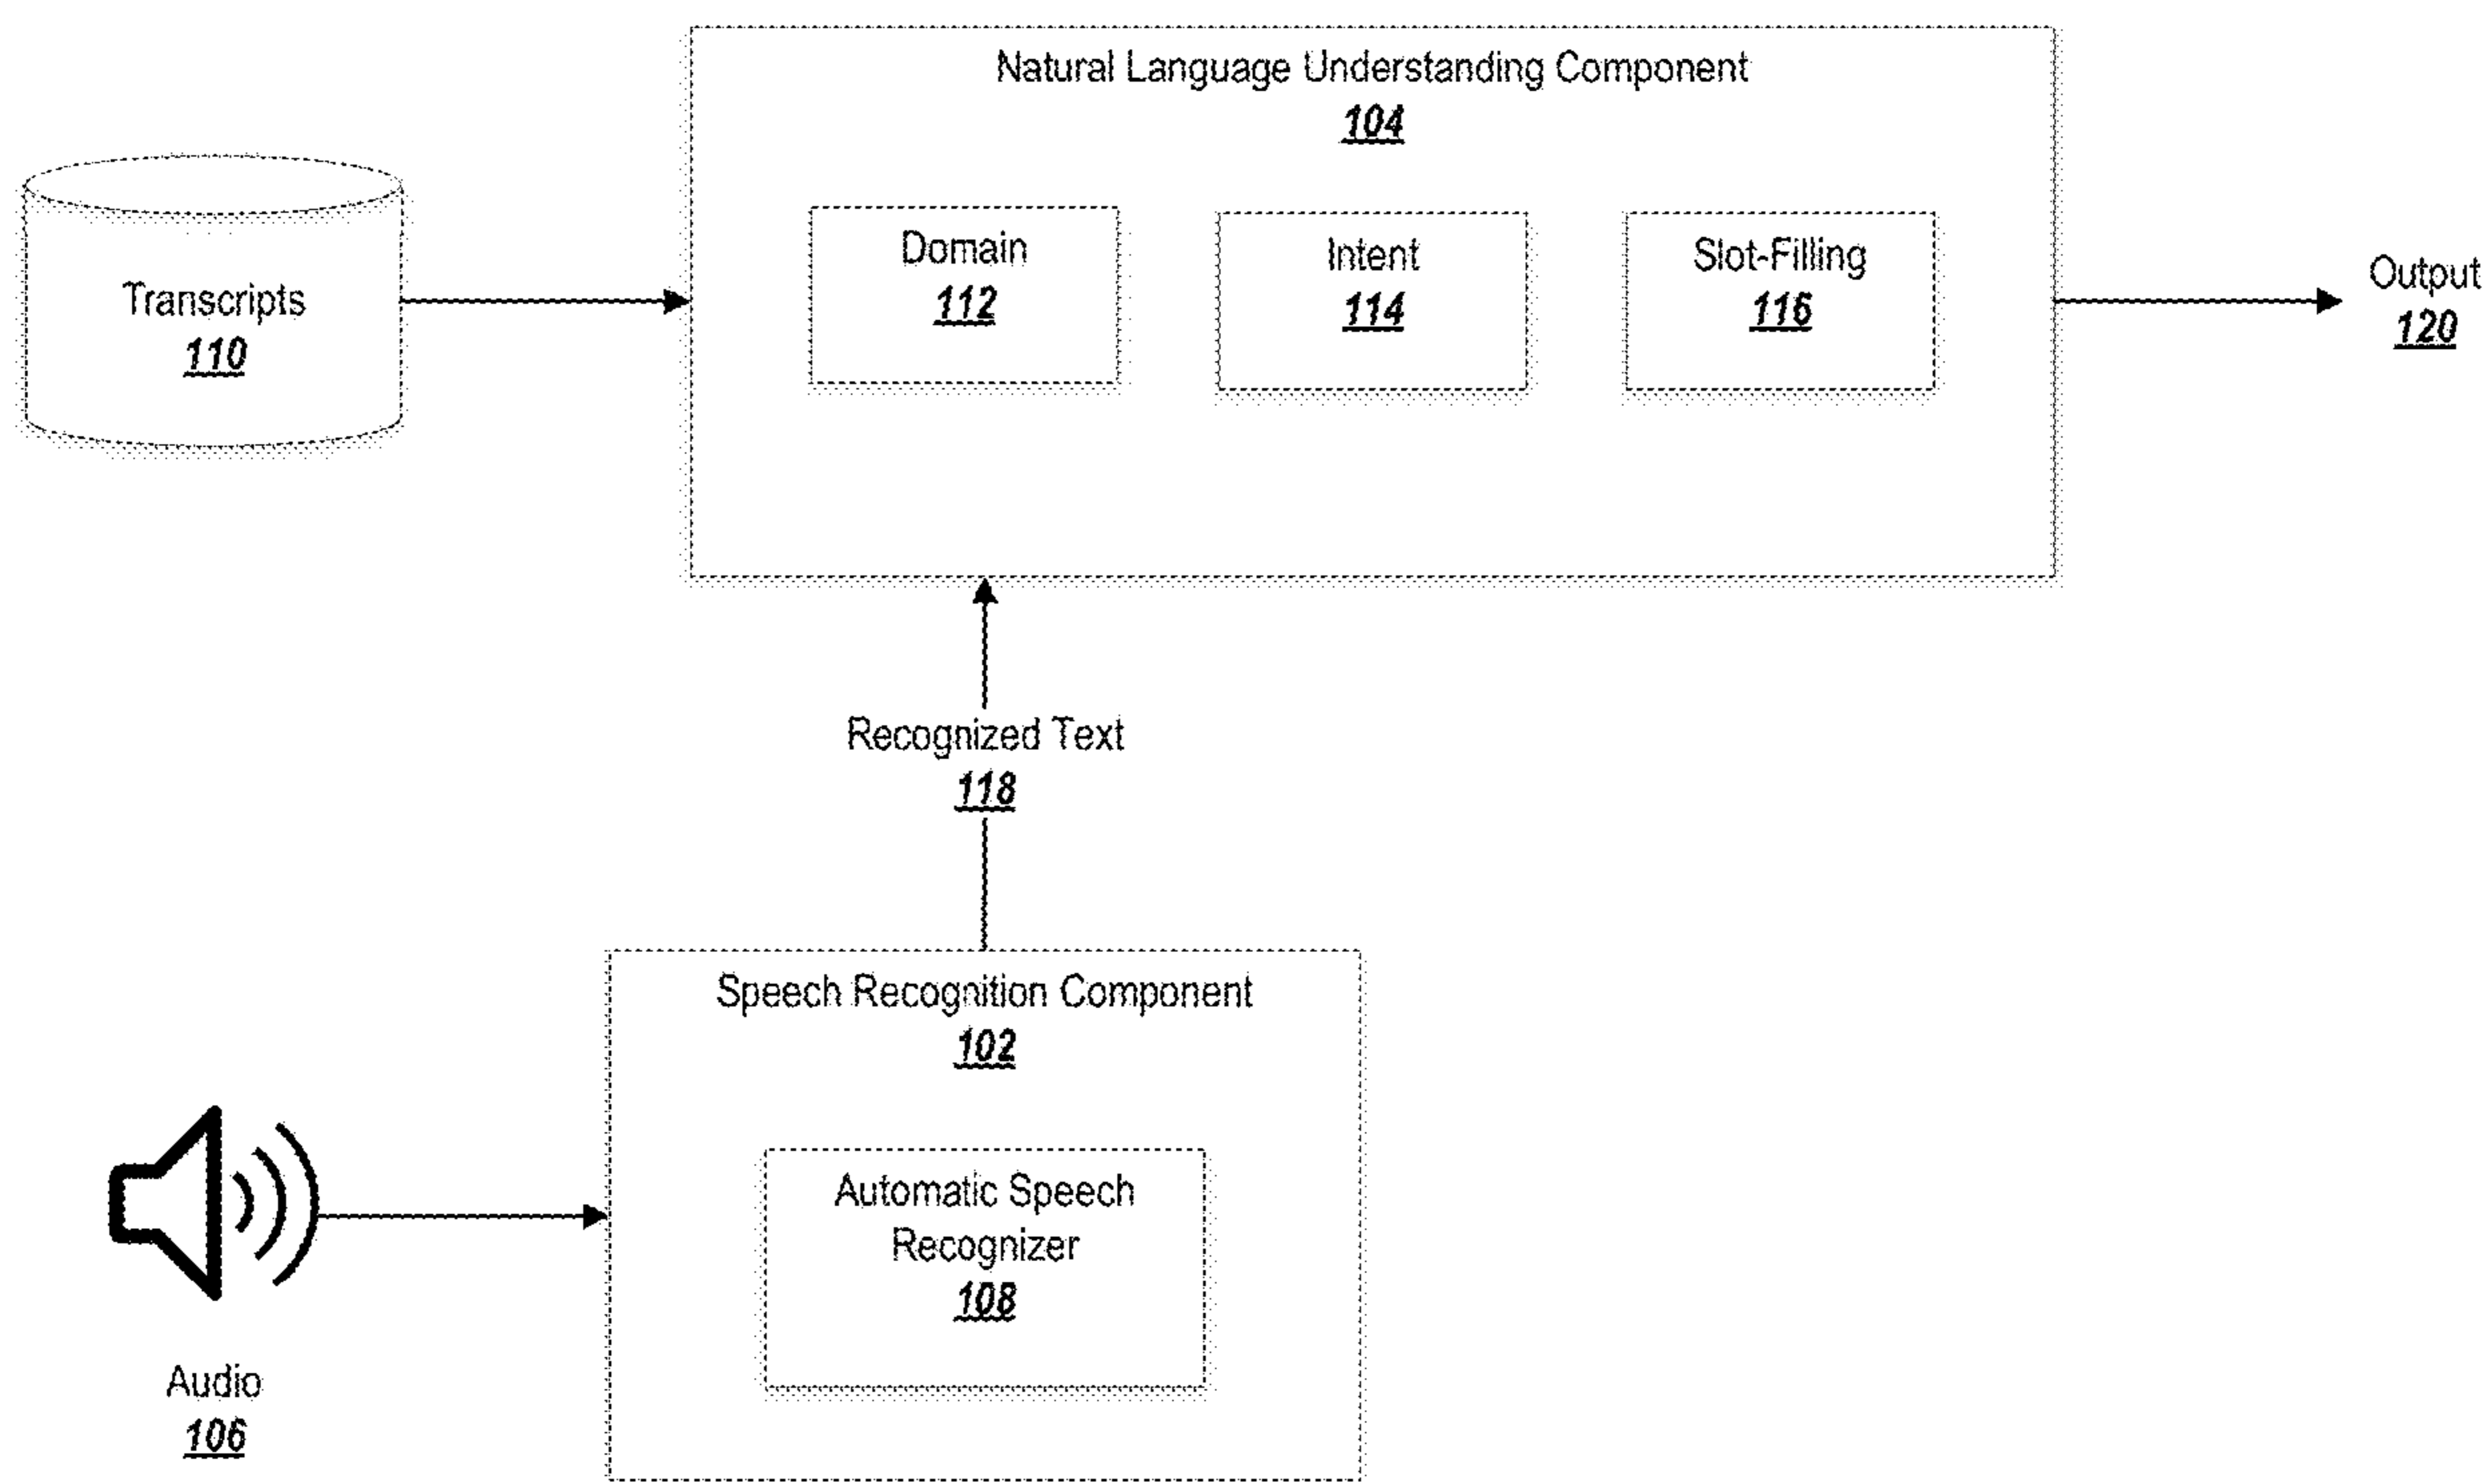 Natural Language Understanding Component
104
Transcripts
110
Domain
112
Intent
114
Slot-Filling
116
Output
120
Recognized Text
118
Speech Recognition Component
102
Automatic Speech
Recognizer
108
Audio
106